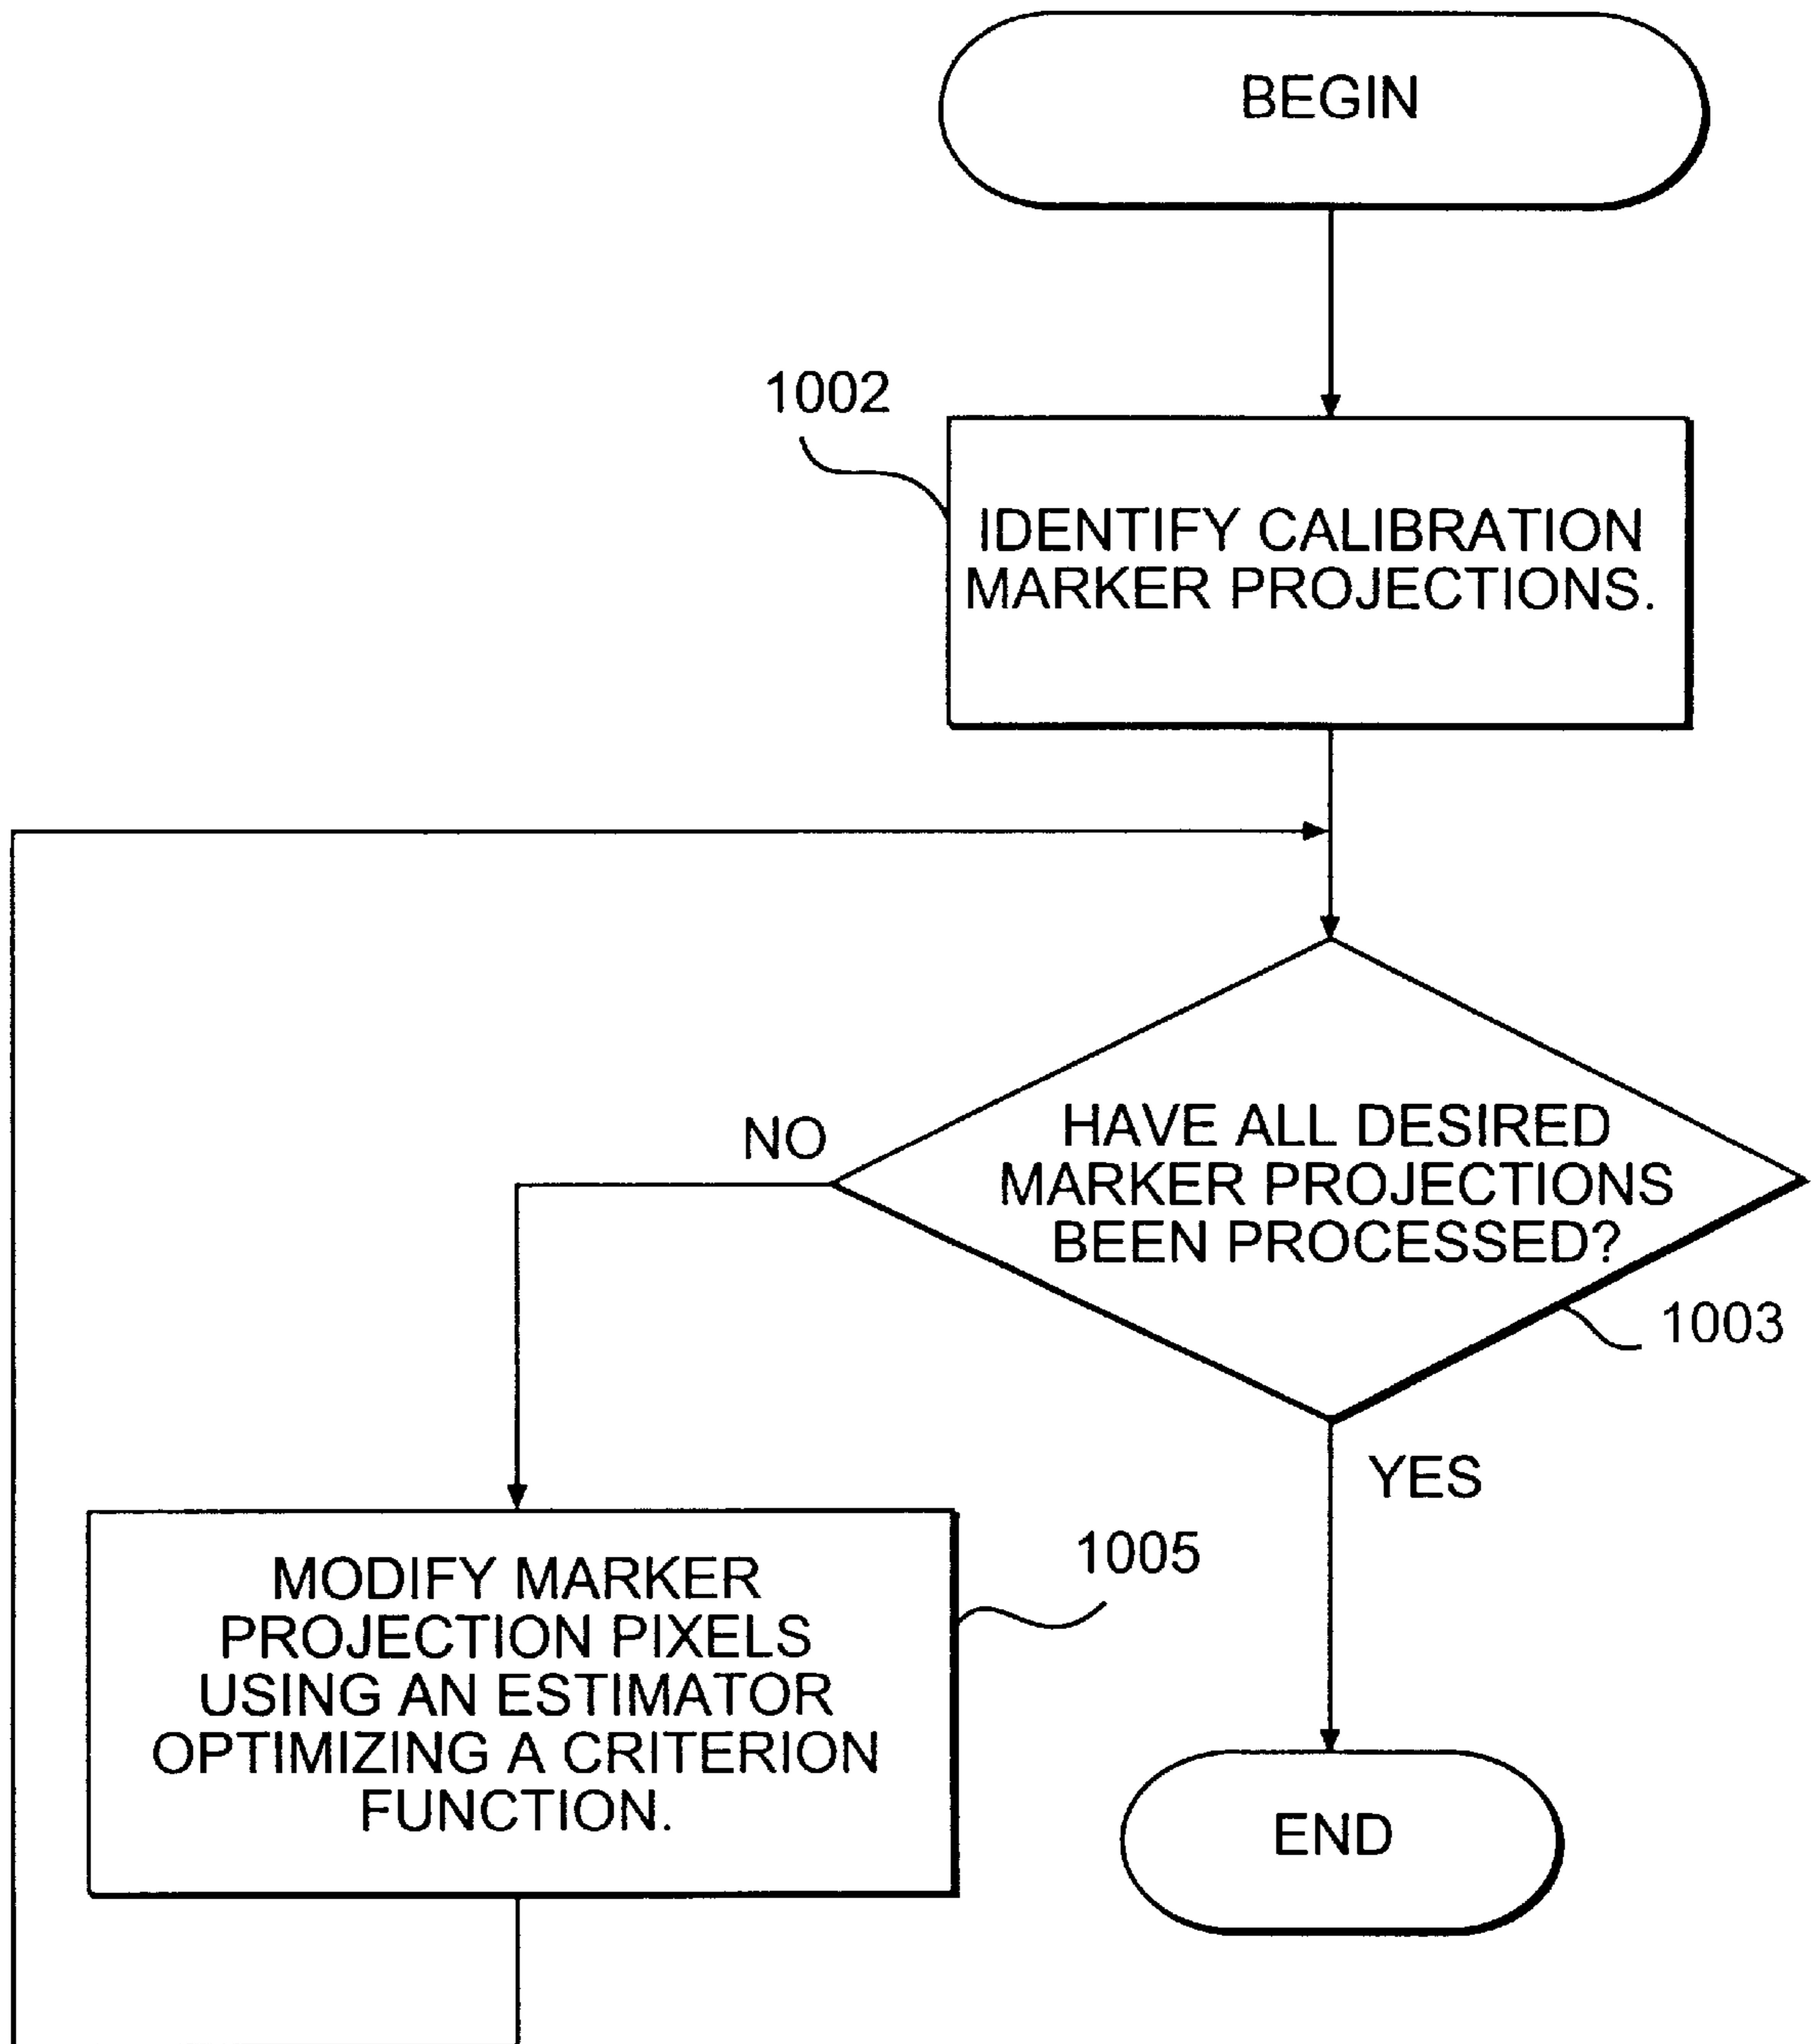 BEGIN
1002
IDENTIFY CALIBRATION
MARKER PROJECTIONS.
NO
HAVE ALL DESIRED
MARKER PROJECTIONS
BEEN PROCESSED?
1003
YES
1005
MODIFY MARKER
PROJECTION PIXELS
USING AN ESTIMATOR
OPTIMIZING A CRITERION
FUNCTION.
END